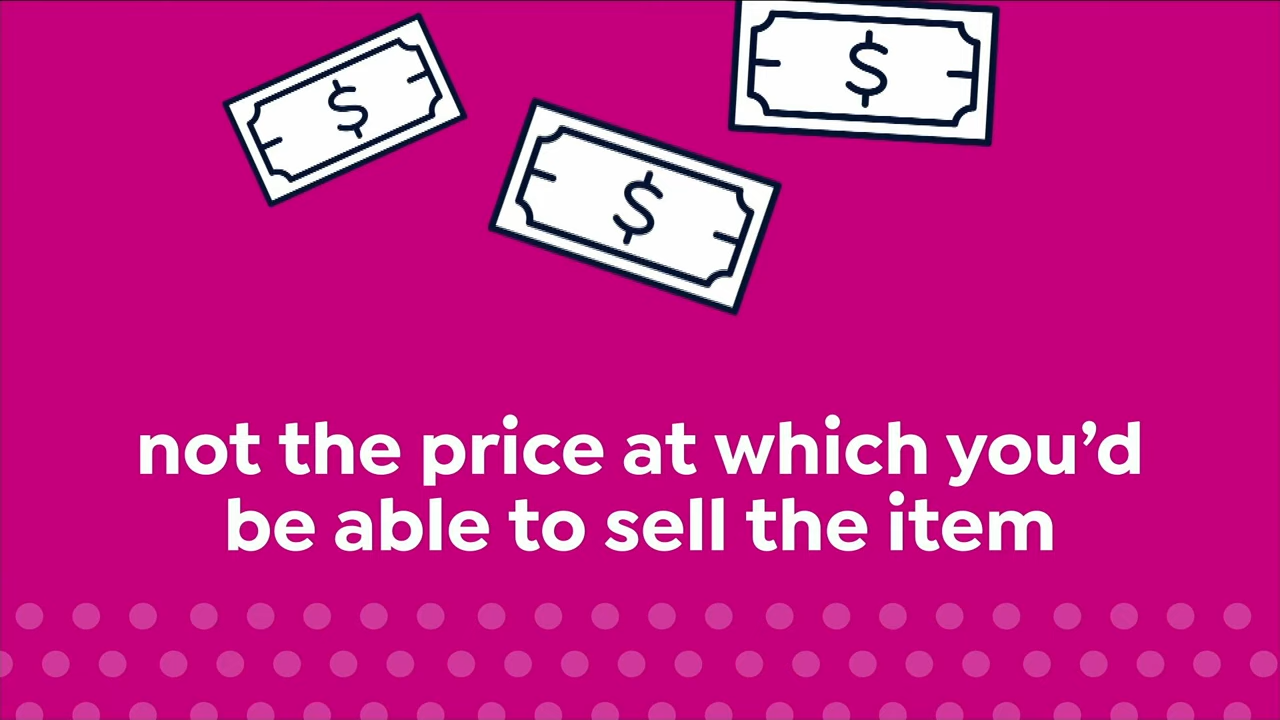 $
$
$
not the price at which you’d
be able to sell the item